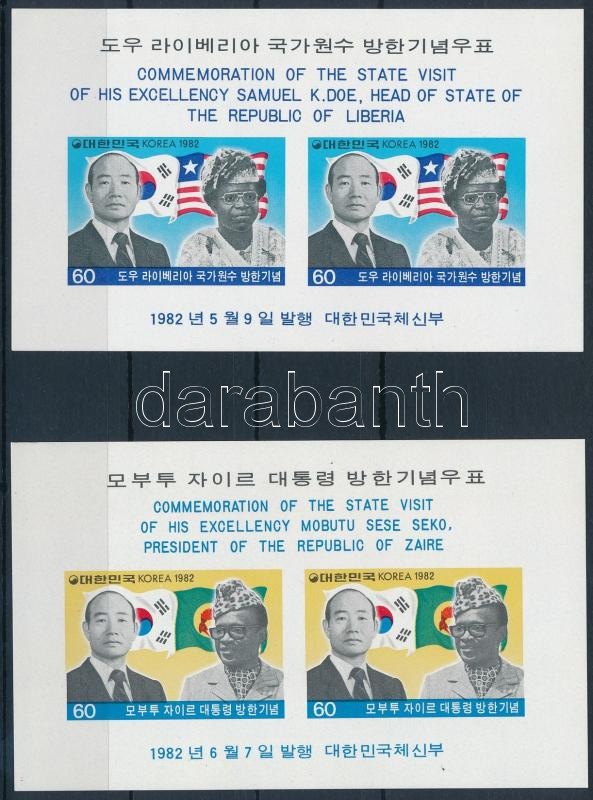 도우 라이베리아 국가원수 방한기념우표
COMMEMORATION OF THE STATE VISIT
OF HIS EXCELLENCY SAMUEL K.DOE, HEAD OF STATE OF
THE REPUBLIC OF LIBERIA
대한민국 KOREA 1982
대한민국 KOREA 1982
60 도우 라이베리아 국가원수 방한기념
60 도우 라이베리아 국가원수 방한기념
1982 년 5 월 9 일 발행 대한민국체신부
darabanth
모부투 자이르 대통령 방한기념우표
COMMEMORATION OF THE STATE VISIT
OF HIS EXCELLENCY MOBUTU SESE SEKO,
PRESIDENT OF THE REPUBLIC OF ZAIRE
대한민국 KOREA 1982
대한민국 KOREA 1982
60 모부투 자이르 대통령 방한기념
60 모부투 자이르 대통령 방한기념
1982 년 6 월 7 일 발행 대한민국체신부